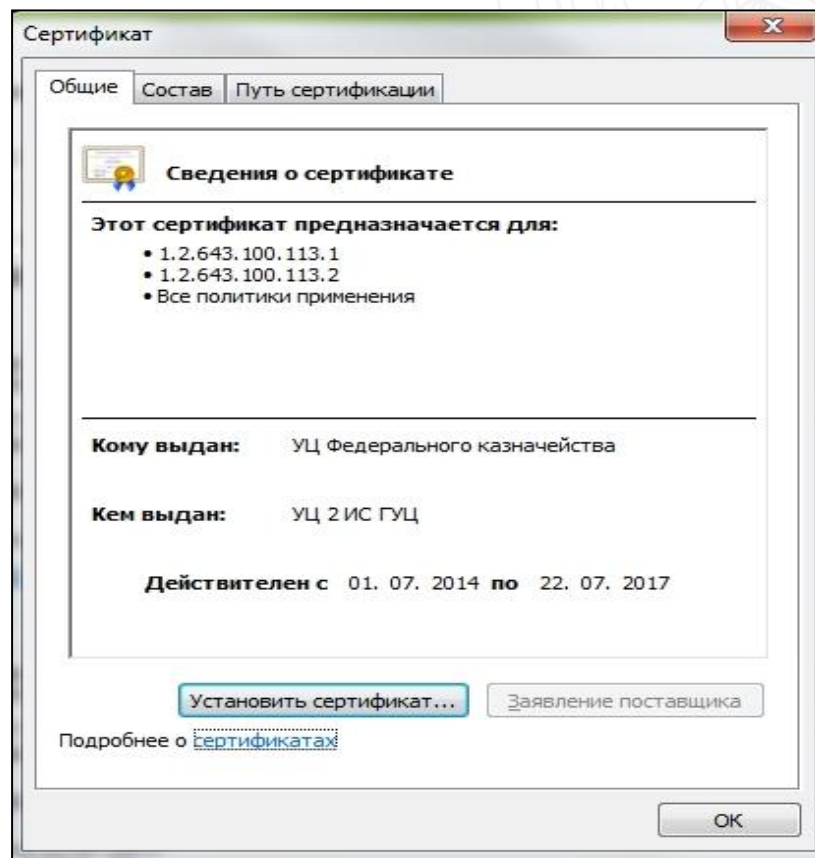 Сертификат
Общие Состав Путь сертификации
Сведения о сертификате
Этот сертификат предназначается для:
• 1.2.643.100.113.1
• 1.2.643.100.113.2
• Все политики применения
Кому выдан: УЦ Федерального казначейства
Кем выдан: УЦ 2 ИС ГУЦ
Действителен с 01. 07. 2014 по 22. 07. 2017
Установить сертификат... Заявление поставщика
Подробнее о сертификатах
ОК